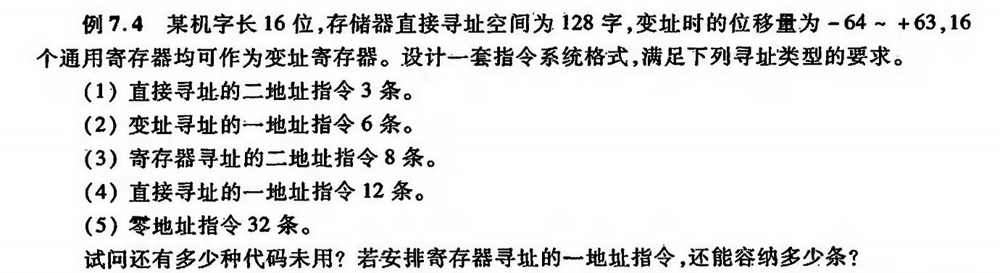 例 7.4 某机字长 16 位,存储器直接寻址空间为 128 字,变址时的位移量为 -64 ~ +63,16
个通用寄存器均可作为变址寄存器。设计一套指令系统格式,满足下列寻址类型的要求。
(1) 直接寻址的二地址指令 3 条。
(2) 变址寻址的一地址指令 6 条。
(3) 寄存器寻址的二地址指令 8 条。
(4) 直接寻址的一地址指令 12 条。
(5) 零地址指令 32 条。
试问还有多少种代码未用? 若安排寄存器寻址的一地址指令,还能容纳多少条?